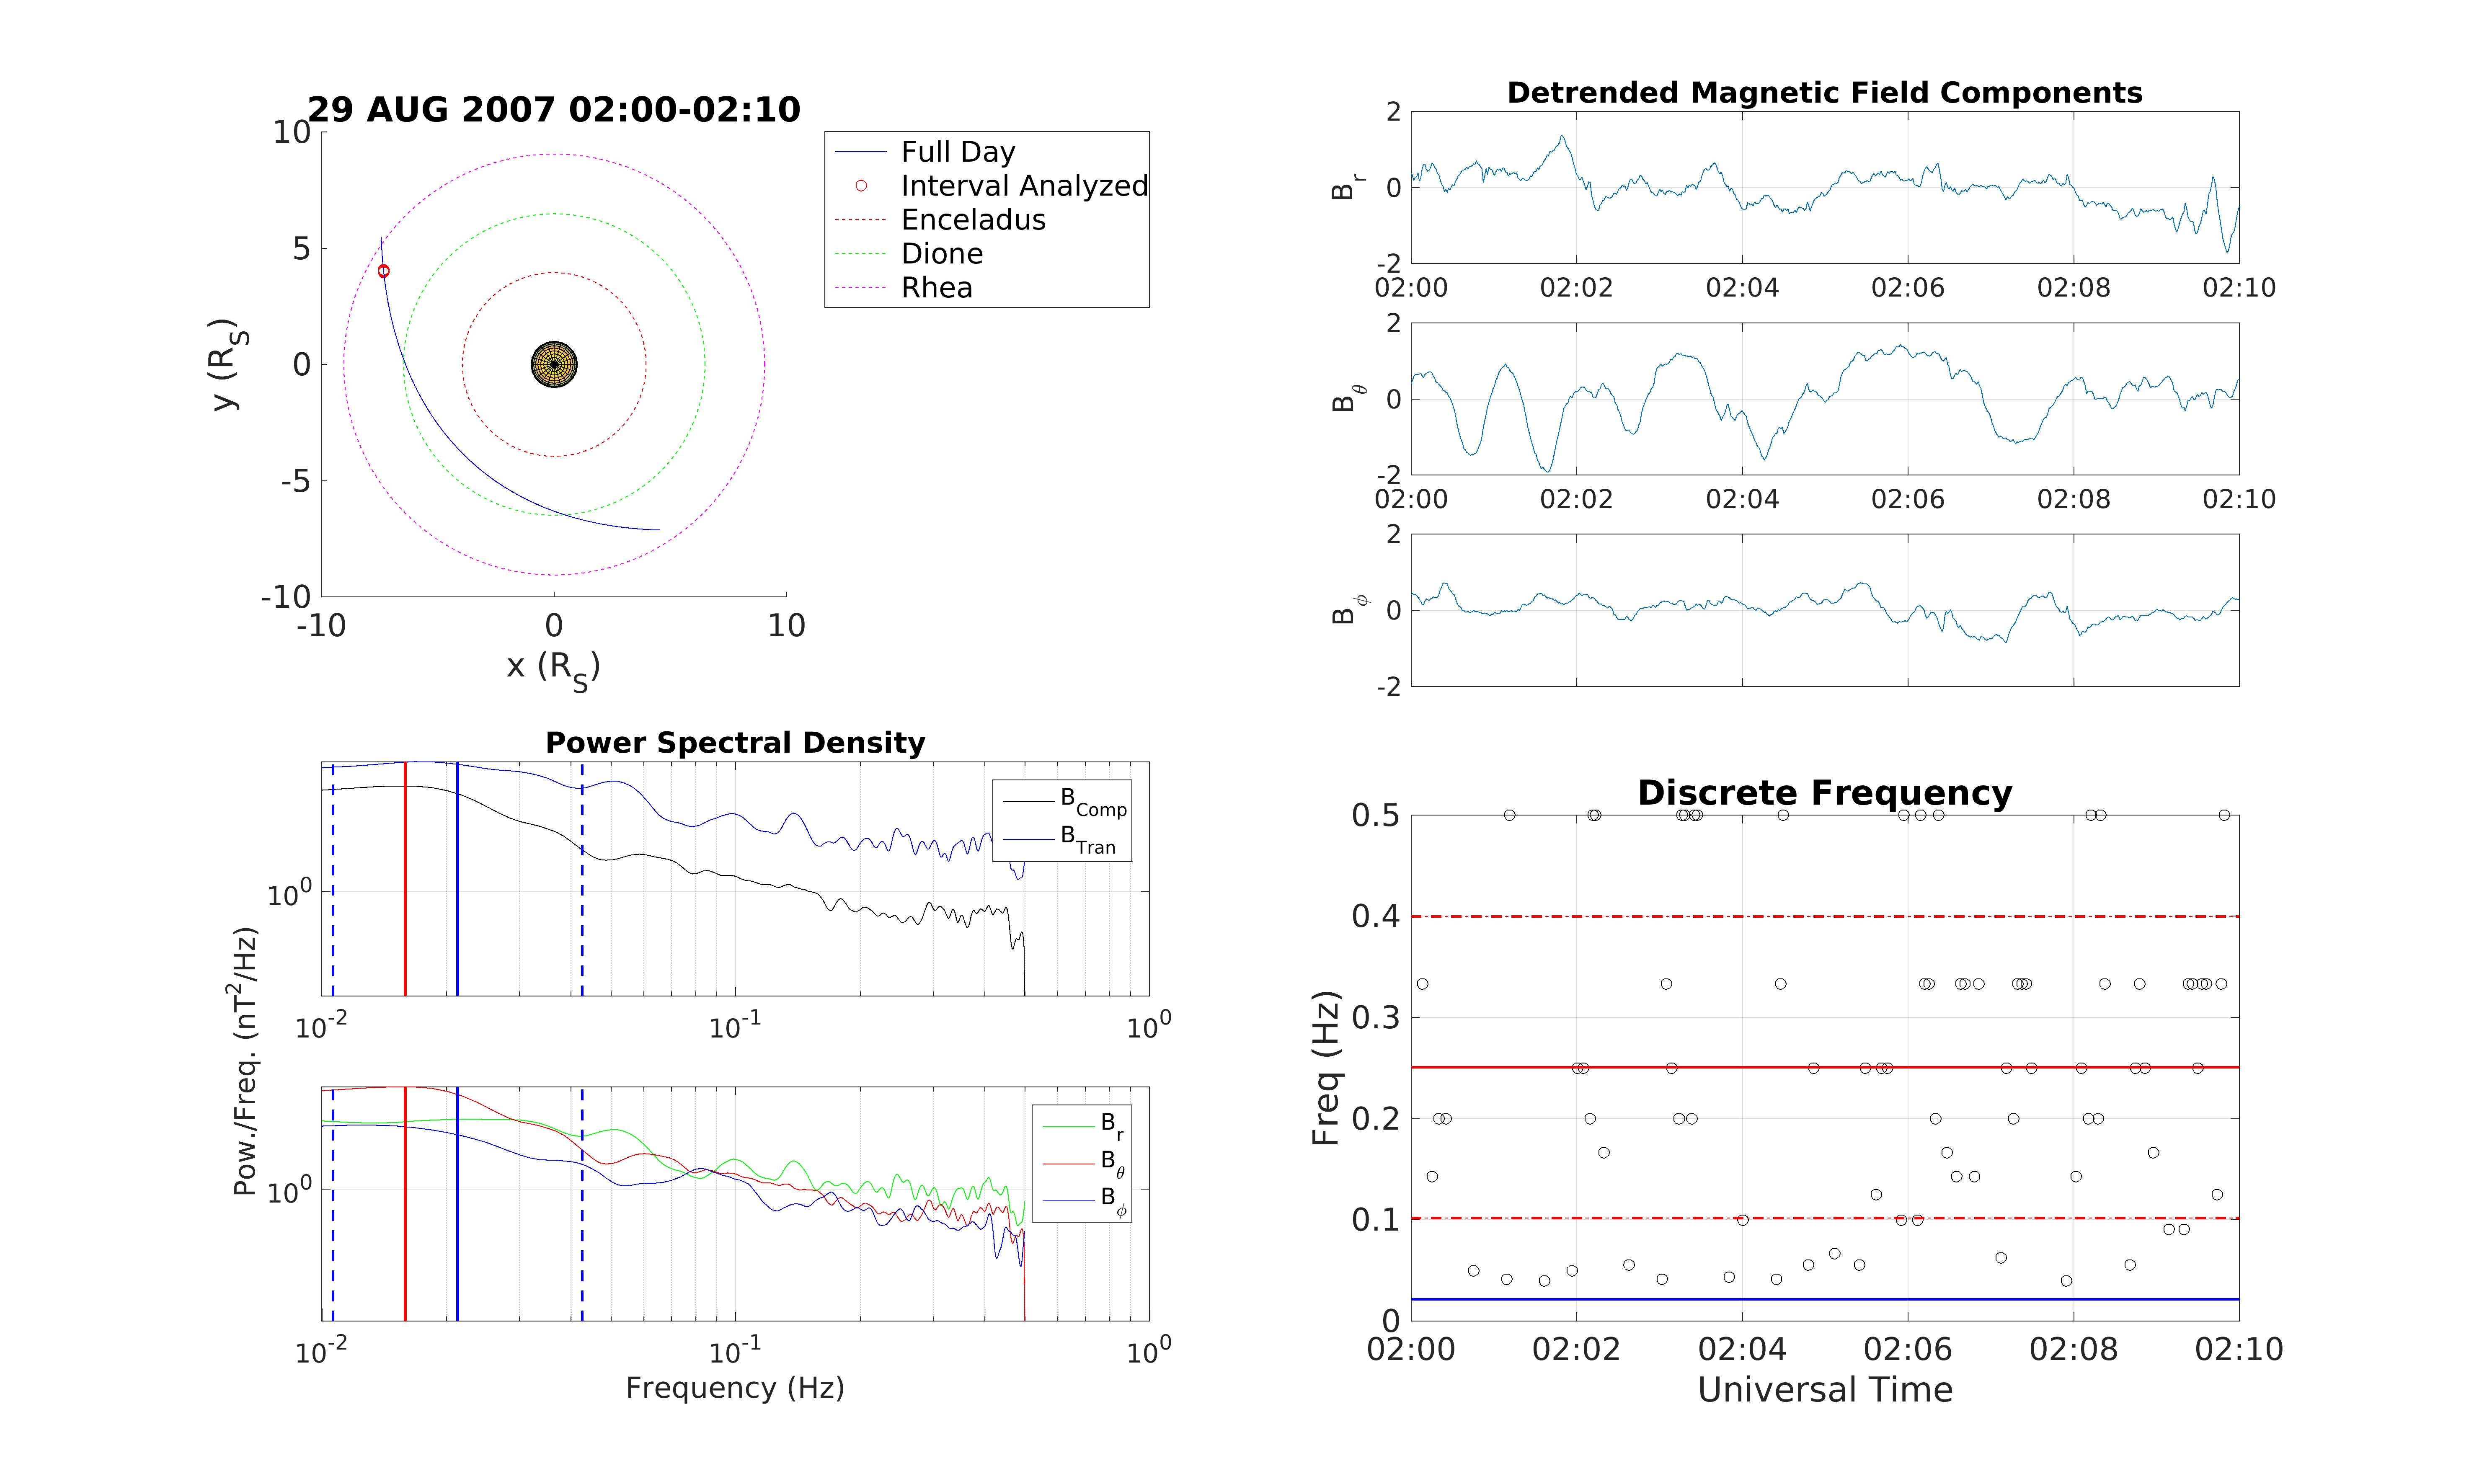 29 AUG 2007 02:00-02:10
10
5
0
-5
-10
y (R_S)
-10 0 10
x (R_S)
Full Day
Interval Analyzed
Enceladus
Dione
Rhea
Detrended Magnetic Field Components
2
0
-2
B_r
02:00 02:02 02:04 02:06 02:08 02:10
2
0
-2
B_θ
02:00 02:02 02:04 02:06 02:08 02:10
2
0
-2
B_ϕ
Power Spectral Density
10^0
B_Comp
B_Tran
10^-2 10^-1 10^0
Pow./Freq. (nT^2/Hz)
10^0
B_r
B_θ
B_ϕ
10^-2 10^-1 10^0
Frequency (Hz)
Discrete Frequency
0.5
0.4
0.3
0.2
0.1
0
Freq (Hz)
02:00 02:02 02:04 02:06 02:08 02:10
Universal Time